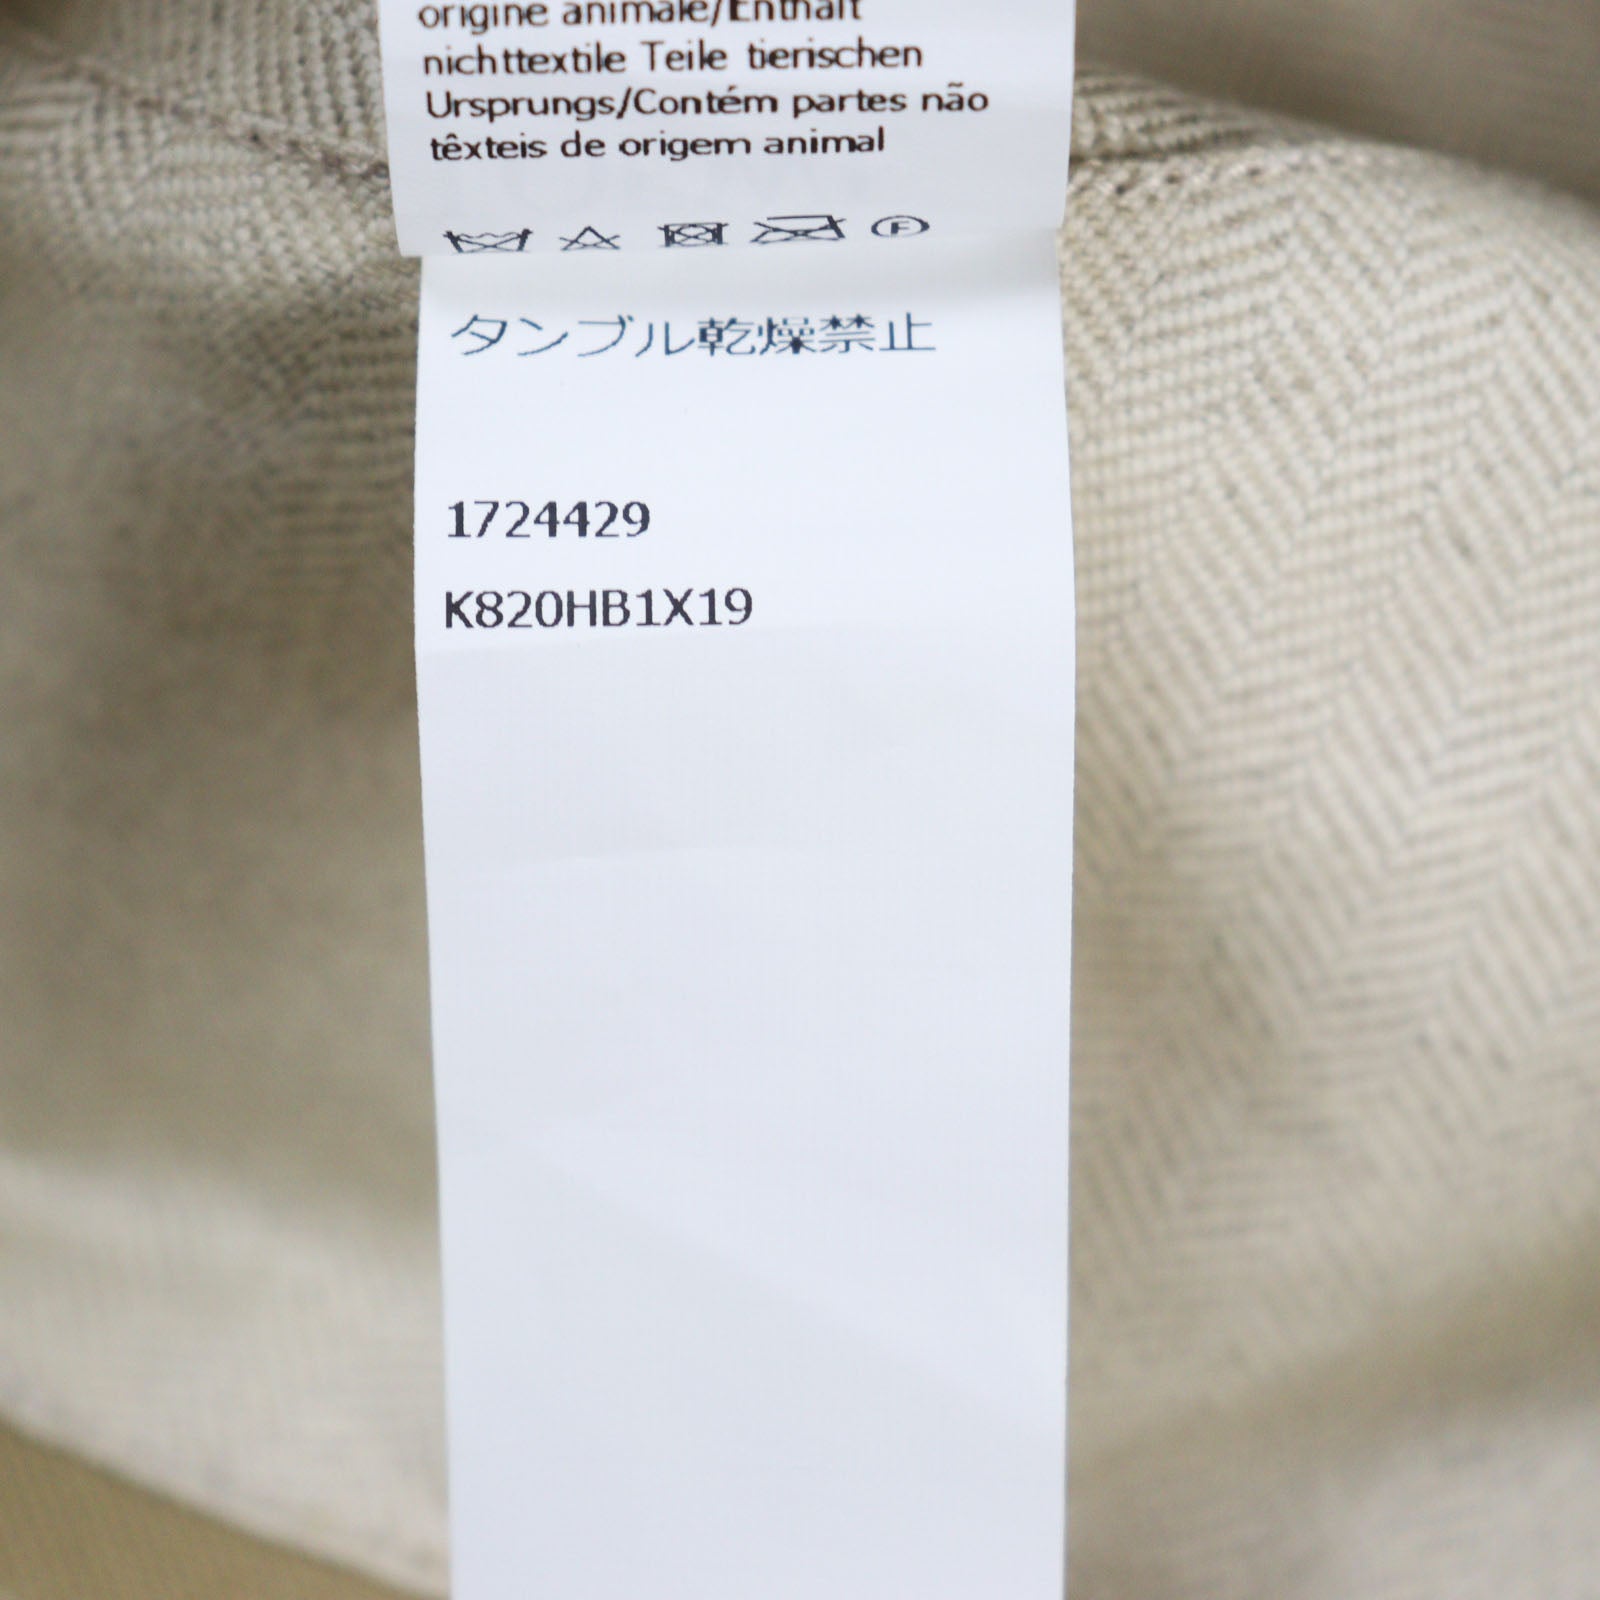 origine animale/Enthält
nichttextile Teile tierischen
Ursprungs/Contém partes não
têxteis de origem animal
F
タンブル乾燥禁止
1724429
K820HB1X19